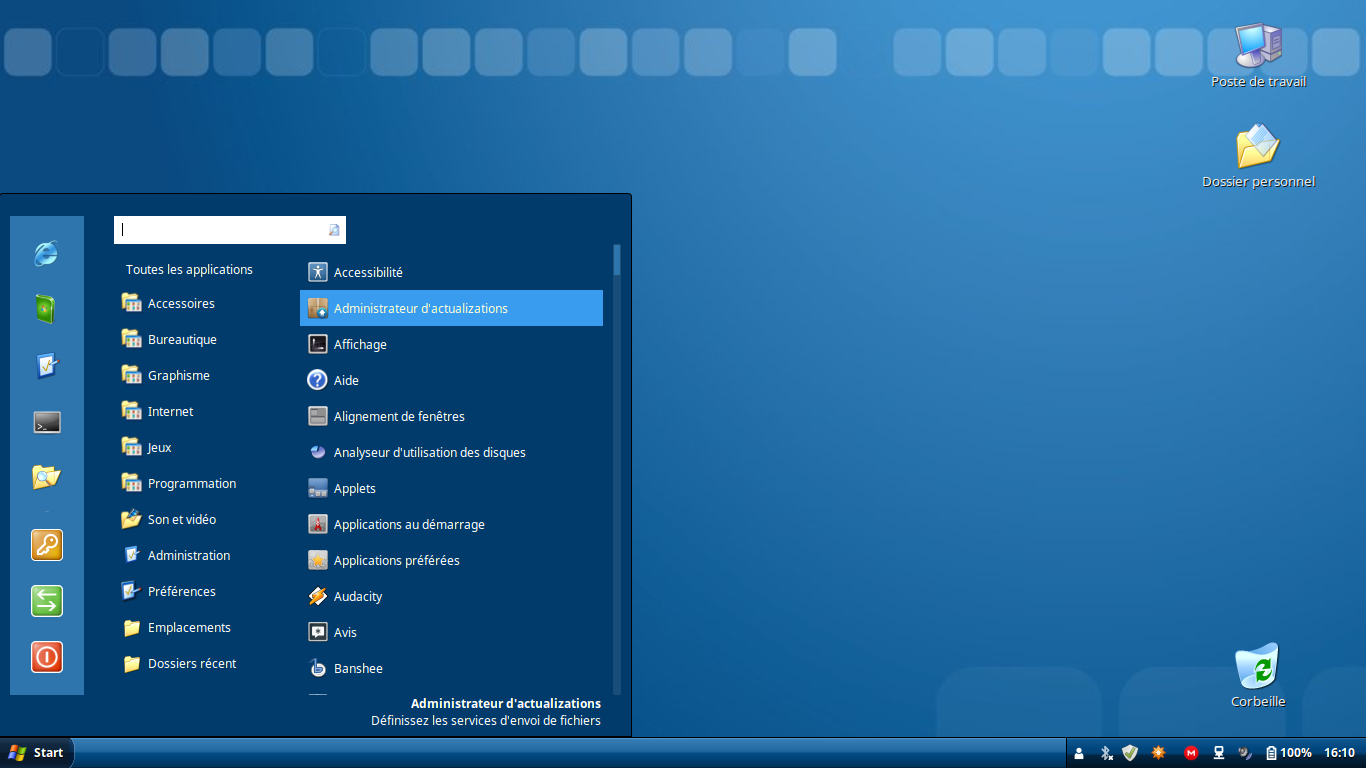 Poste de travail
Dossier personnel
Toutes les applications
Accessoires
Bureautique
Graphisme
Internet
Jeux
Programmation
Son et vidéo
Administration
Préférences
Emplacements
Dossiers récent
Accessibilité
Administrateur d'actualizations
Affichage
Aide
Alignement de fenêtres
Analyseur d'utilisation des disques
Applets
Applications au démarrage
Applications préférées
Audacity
Avis
Banshee
Administrateur d'actualizations
Définissez les services d'envoi de fichiers
Corbeille
Start
100%
16:10